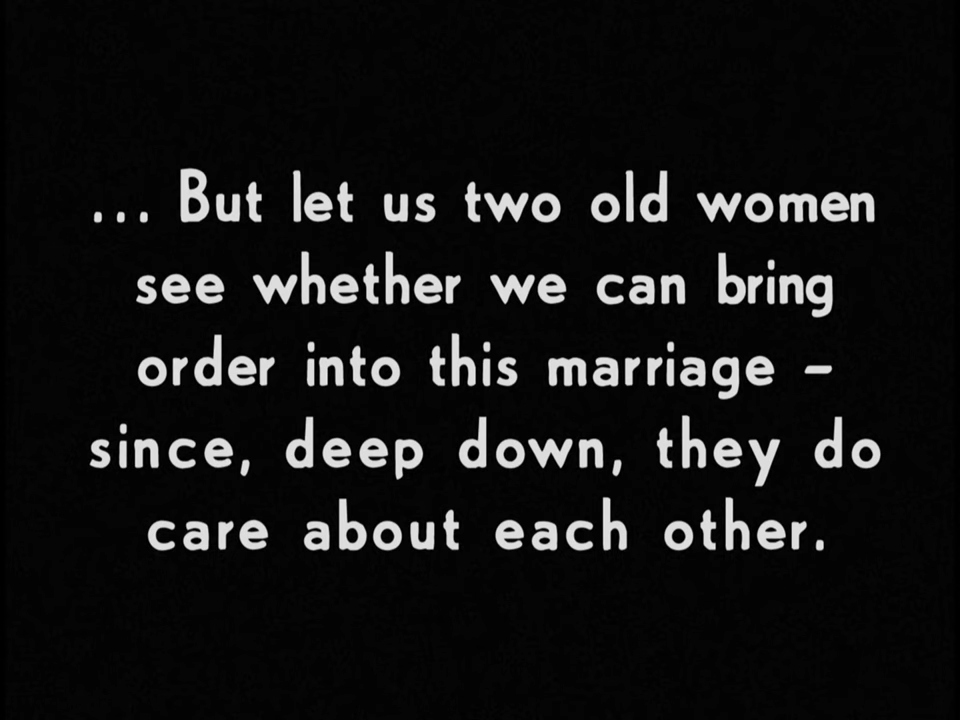 ... But let us two old women
see whether we can bring
order into this marriage –
since, deep down, they do
care about each other.